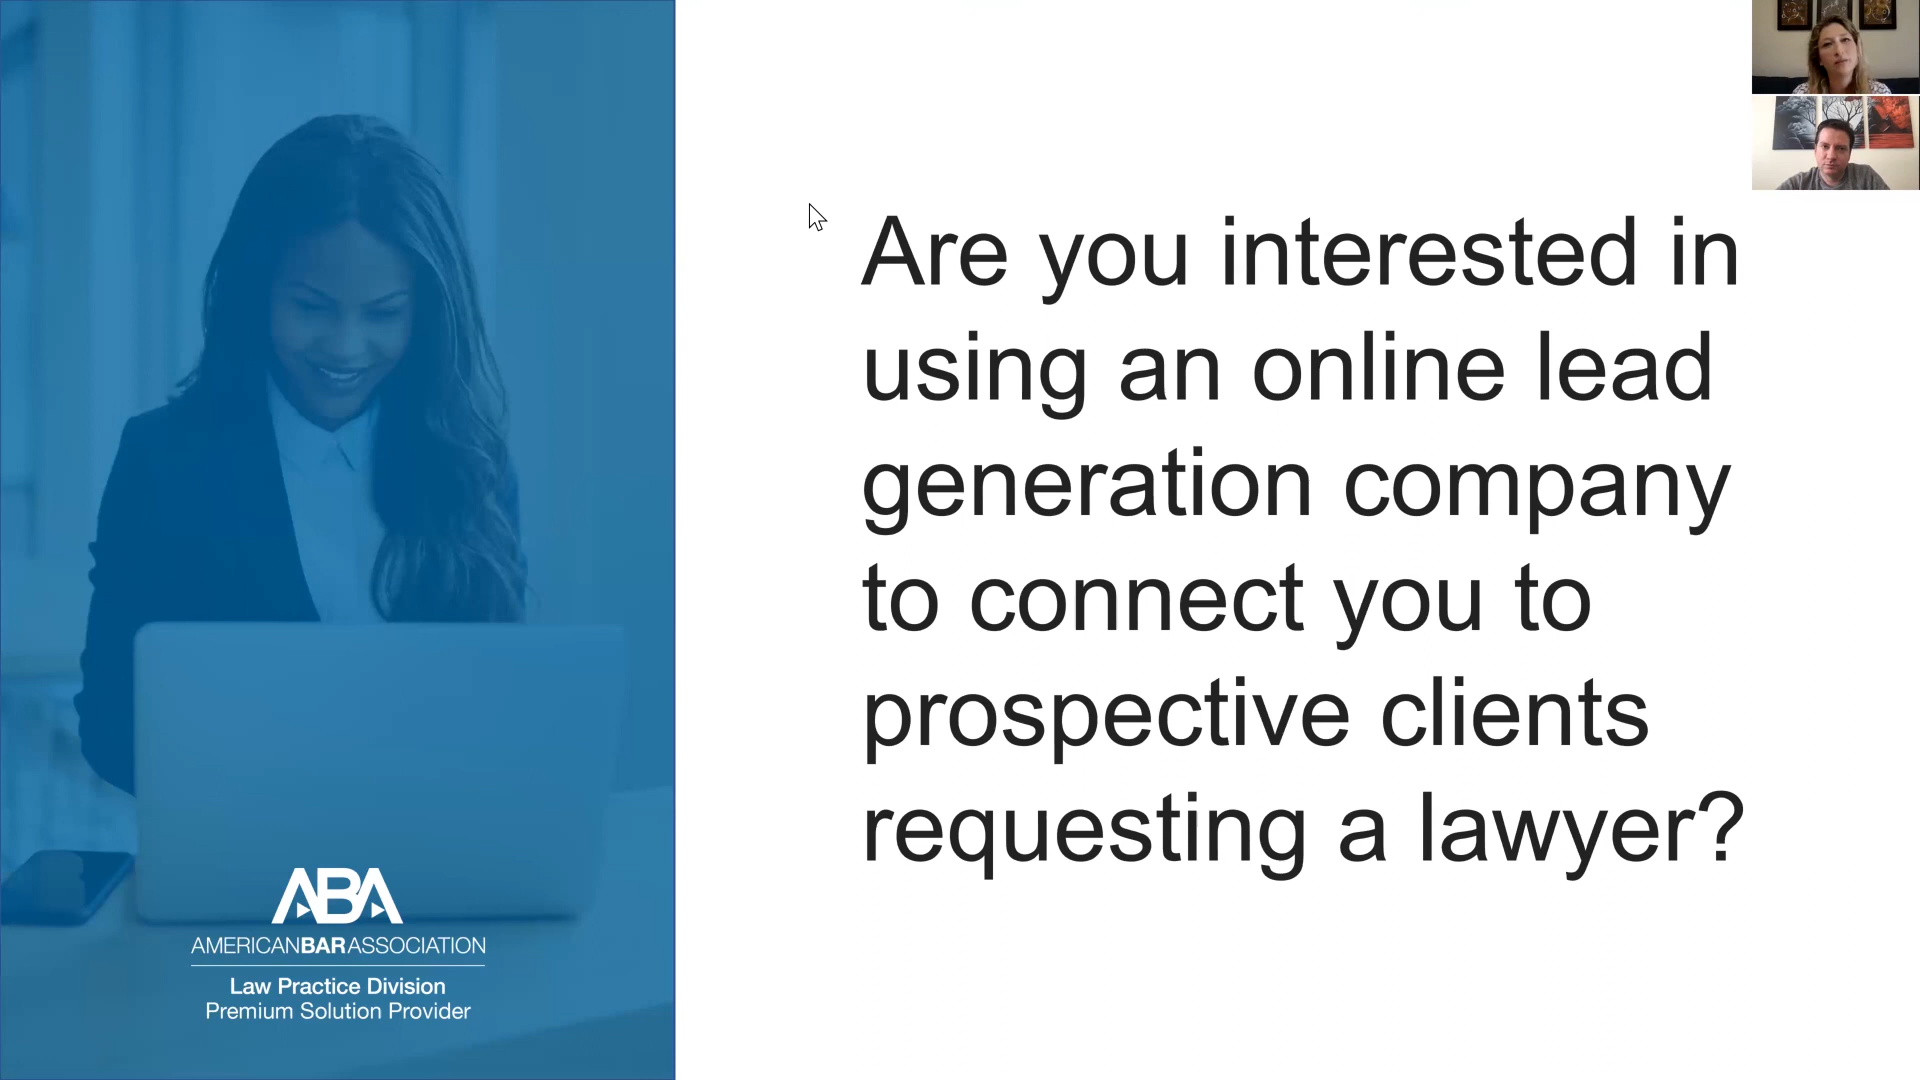 Are you interested in
using an online lead
generation company
to connect you to
prospective clients
requesting a lawyer?
ABA
AMERICANBARASSOCIATION
Law Practice Division
Premium Solution Provider